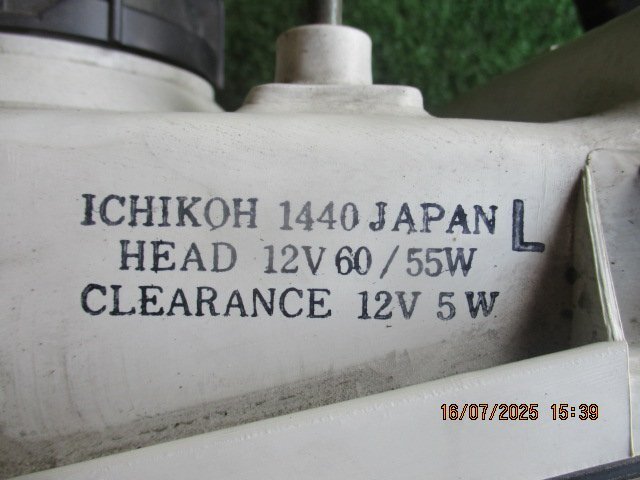 ICHIKOH 1440 JAPAN L
HEAD 12V 60/55W
CLEARANCE 12V 5W
16/07/2025 15:39